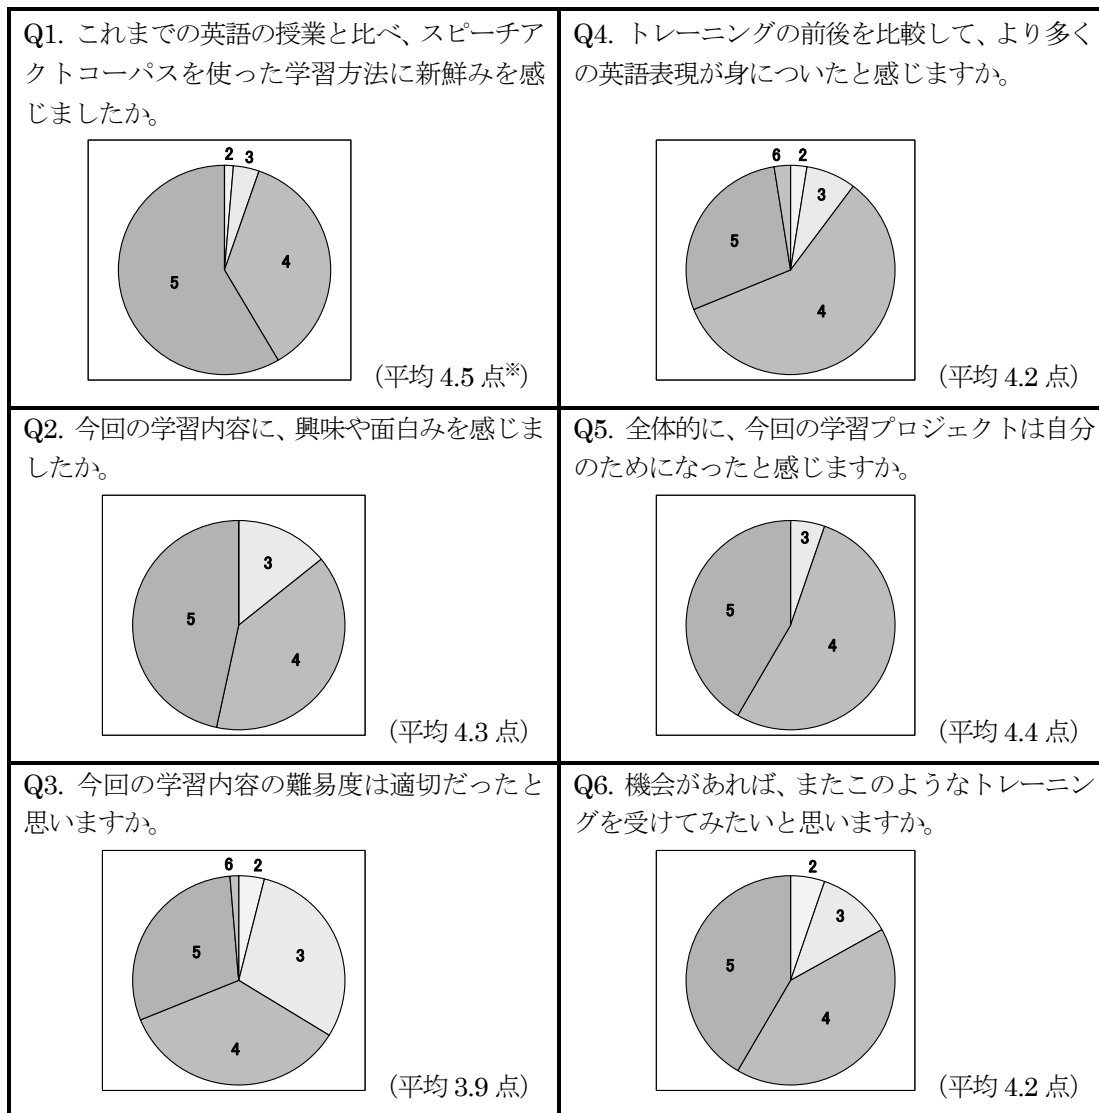 Q1. これまでの英語の授業と比べ、スピーチア
クトコーパスを使った学習方法に新鮮みを感
じましたか。
2 3
4
5
(平均 4.5 点※)
Q2. 今回の学習内容に、興味や面白みを感じま
したか。
3
5
4
(平均 4.3 点)
Q3. 今回の学習内容の難易度は適切だったと
思いますか。
6 2
5 3
4
(平均 3.9 点)
Q4. トレーニングの前後を比較して、より多く
の英語表現が身についたと感じますか。
6 2
3
5
4
(平均 4.2 点)
Q5. 全体的に、今回の学習プロジェクトは自分
のためになったと感じますか。
3
5
4
(平均 4.4 点)
Q6. 機会があれば、またこのようなトレーニン
グを受けてみたいと思いますか。
2
3
5
4
(平均 4.2 点)